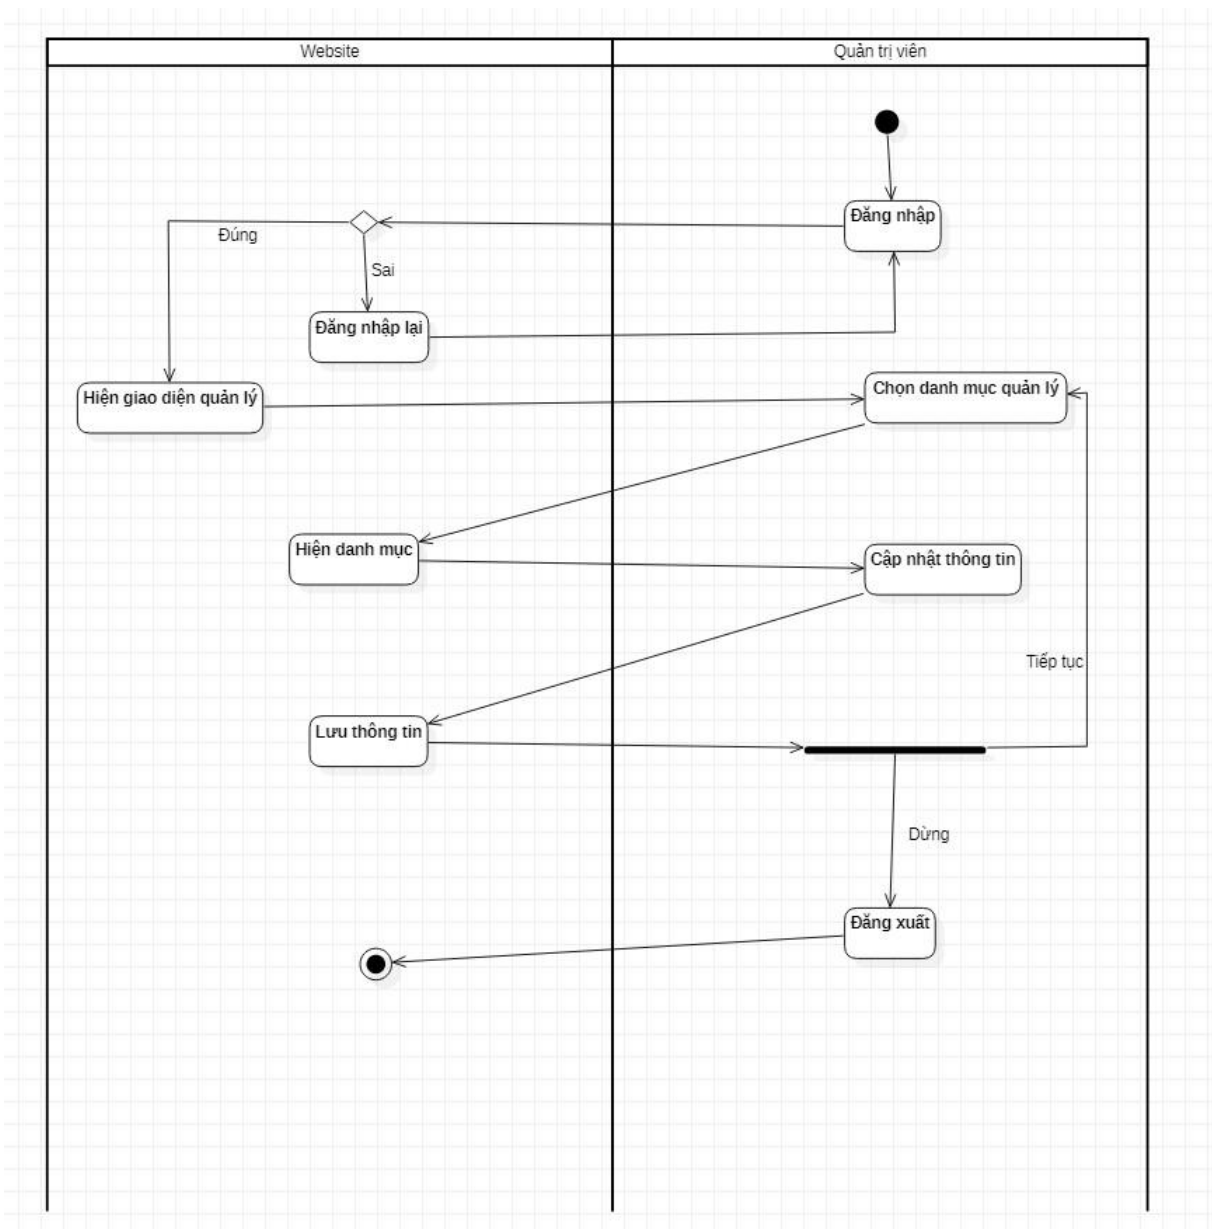 Website
Quản trị viên
Đăng nhập
Đúng
Sai
Đăng nhập lại
Hiện giao diện quản lý
Chọn danh mục quản lý
Hiện danh mục
Cập nhật thông tin
Tiếp tục
Lưu thông tin
Dừng
Đăng xuất